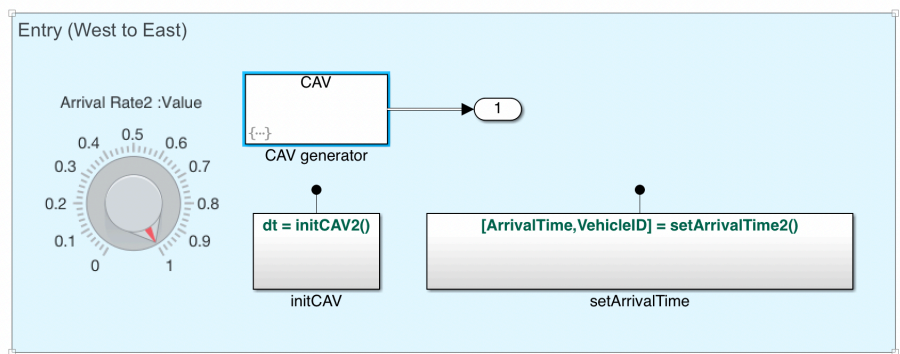 Entry (West to East)
CAV
Arrival Rate2 :Value
1
{···}
CAV generator
0.5
0.4
0.6
0.3
0.7
0.2
0.8
0.1
0.9
0
1
dt = initCAV2()
[ArrivalTime,VehicleID] = setArrivalTime2()
initCAV
setArrivalTime